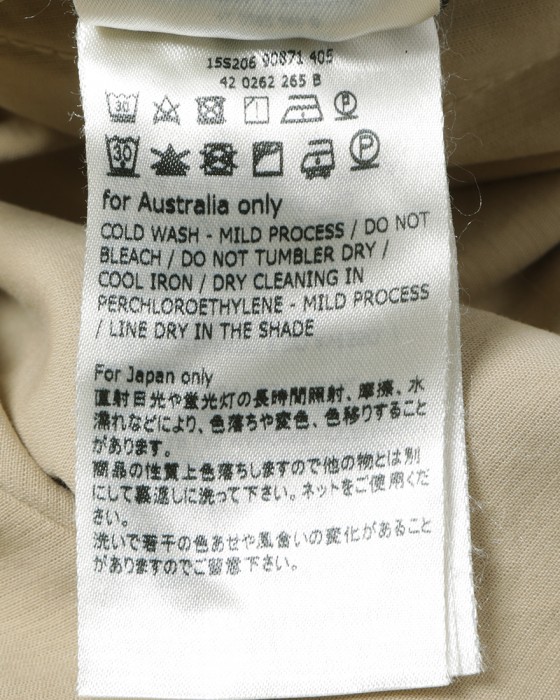 15S206 90871 405
42 0262 265 B
30 P
30 P
for Australia only
COLD WASH - MILD PROCESS / DO NOT
BLEACH / DO NOT TUMBLER DRY /
COOL IRON / DRY CLEANING IN
PERCHLOROETHYLENE - MILD PROCESS
/ LINE DRY IN THE SHADE
For Japan only
直射日光や蛍光灯の長時間照射、摩擦、水
濡れなどにより、色落ちや変色、色移りすること
があります。
商品の性質上色落ちしますので他の物とは別
にして裏返しに洗って下さい。ネットをご使用くだ
さい。
洗いで若干の色あせや風合いの変化があること
がありますのでご留意下さい。